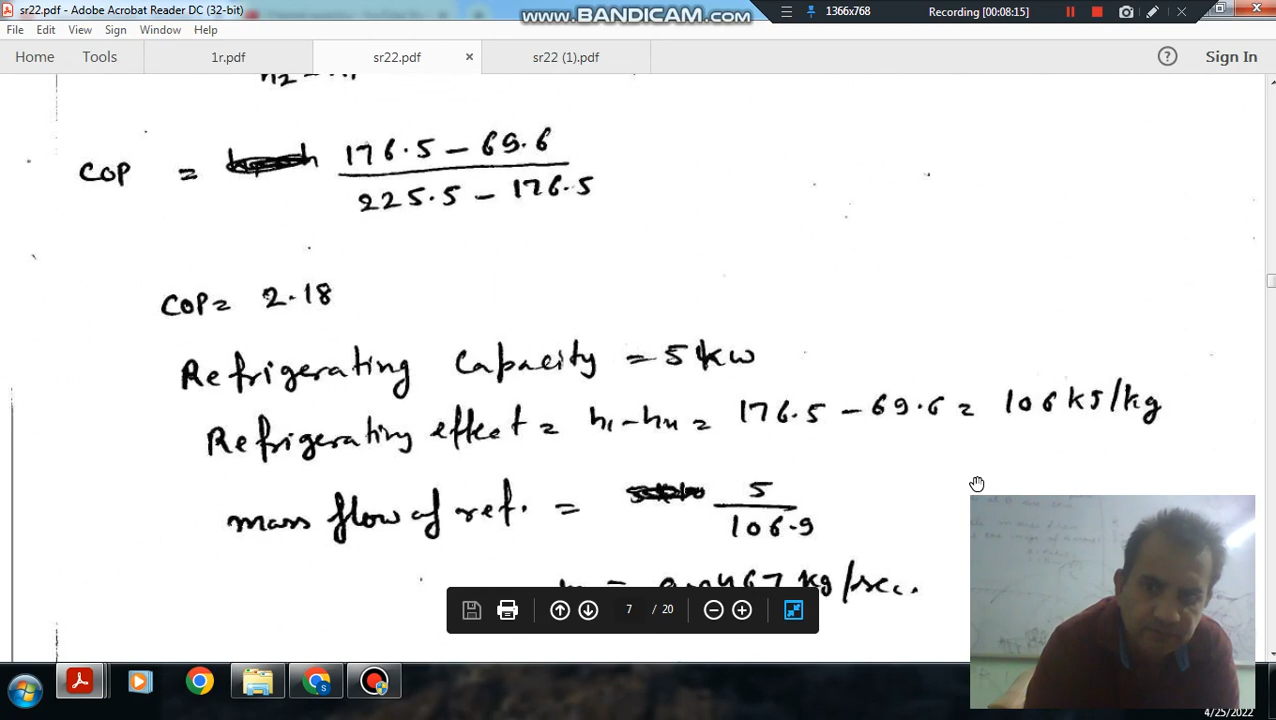 sr22.pdf - Adobe Acrobat Reader DC (32-bit)
www.BANDICAM.com
1366x768
Recording [00:08:15]
File Edit View Sign Window Help
Home Tools 1r.pdf sr22.pdf × sr22 (1).pdf ? Sign In
COP = 176.5 - 69.6
225.5 - 176.5
COP = 2.18
Refrigerating Capacity = 5 kw
Refrigerating effect = h1 - h4 = 176.5 - 69.6 = 106 kJ/kg
mass flow of ref. = 5
106.9
kg/sec.
7 / 20
4/25/2022